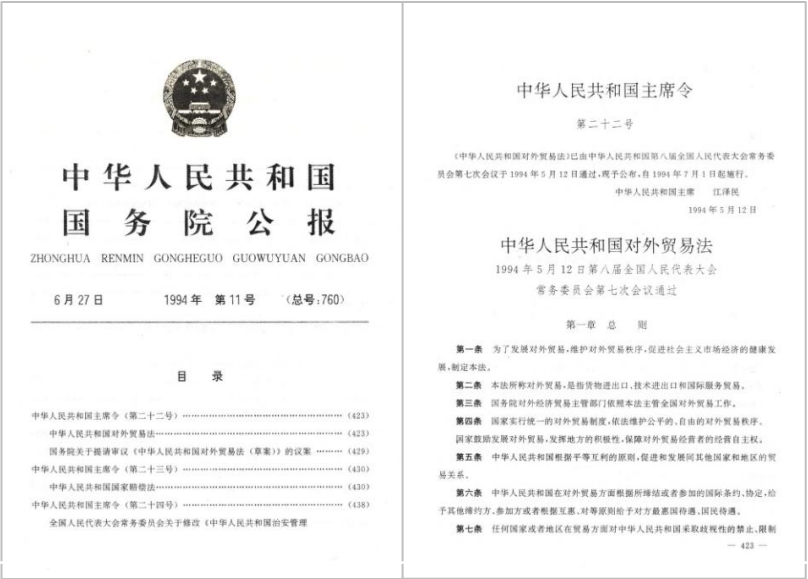 中华人民共和国
国务院公报
ZHONGHUA RENMIN GONGHEGUO GUOWUYUAN GONGBAO
6月27日 1994年 第11号 (总号:760)
目 录
中华人民共和国主席令(第二十二号)……………………………………(423)
中华人民共和国对外贸易法……………………………………(423)
国务院关于提请审议《中华人民共和国对外贸易法(草案)》的议案………(429)
中华人民共和国主席令(第二十三号)……………………………………(430)
中华人民共和国国家赔偿法……………………………………(430)
中华人民共和国主席令(第二十四号)……………………………………(438)
全国人民代表大会常务委员会关于修改《中华人民共和国治安管理
中华人民共和国主席令
第二十二号
《中华人民共和国对外贸易法》已由中华人民共和国第八届全国人民代表大会常务委
员会第七次会议于1994年5月12日通过,现予公布,自1994年7月1日起施行。
中华人民共和国主席 江泽民
1994年5月12日
中华人民共和国对外贸易法
1994年5月12日第八届全国人民代表大会
常务委员会第七次会议通过
第一章 总 则
第一条 为了发展对外贸易,维护对外贸易秩序,促进社会主义市场经济的健康发
展,制定本法。
第二条 本法所称对外贸易,是指货物进出口、技术进出口和国际服务贸易。
第三条 国务院对外经济贸易主管部门依照本法主管全国对外贸易工作。
第四条 国家实行统一的对外贸易制度,依法维护公平的、自由的对外贸易秩序。
国家鼓励发展对外贸易,发挥地方的积极性,保障对外贸易经营者的经营自主权。
第五条 中华人民共和国根据平等互利的原则,促进和发展同其他国家和地区的贸
易关系。
第六条 中华人民共和国在对外贸易方面根据所缔结或者参加的国际条约、协定,给
予其他缔约方、参加方或者根据互惠、对等原则给予对方最惠国待遇、国民待遇。
第七条 任何国家或者地区在贸易方面对中华人民共和国采取歧视性的禁止、限制
— 423 —